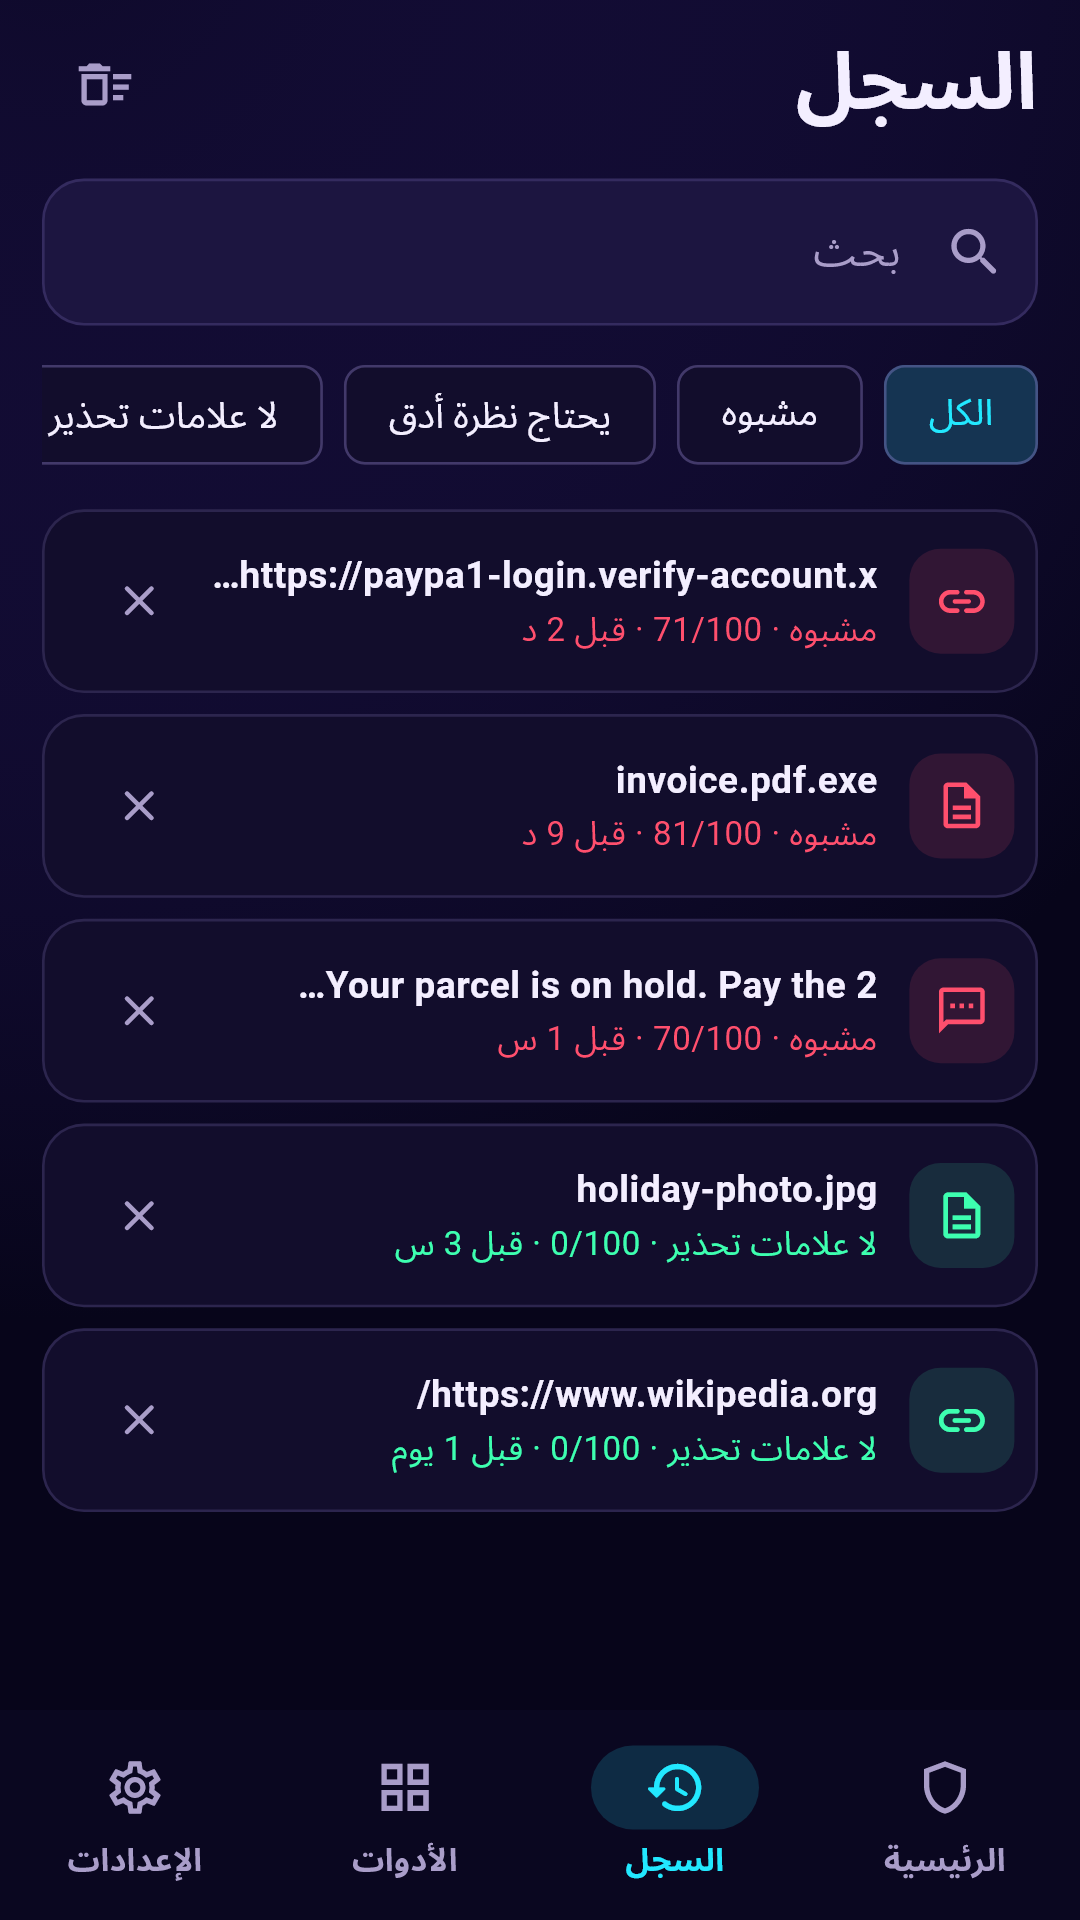 السجل
بحث
الكل
مشبوه
يحتاج نظرة أدق
لا علامات تحذير
https://paypa1-login.verify-account.x…
مشبوه · 71/100 · قبل 2 د
invoice.pdf.exe
مشبوه · 81/100 · قبل 9 د
Your parcel is on hold. Pay the 2…
مشبوه · 70/100 · قبل 1 س
holiday-photo.jpg
لا علامات تحذير · 0/100 · قبل 3 س
https://www.wikipedia.org/
لا علامات تحذير · 0/100 · قبل 1 يوم
الرئيسية
السجل
الأدوات
الإعدادات